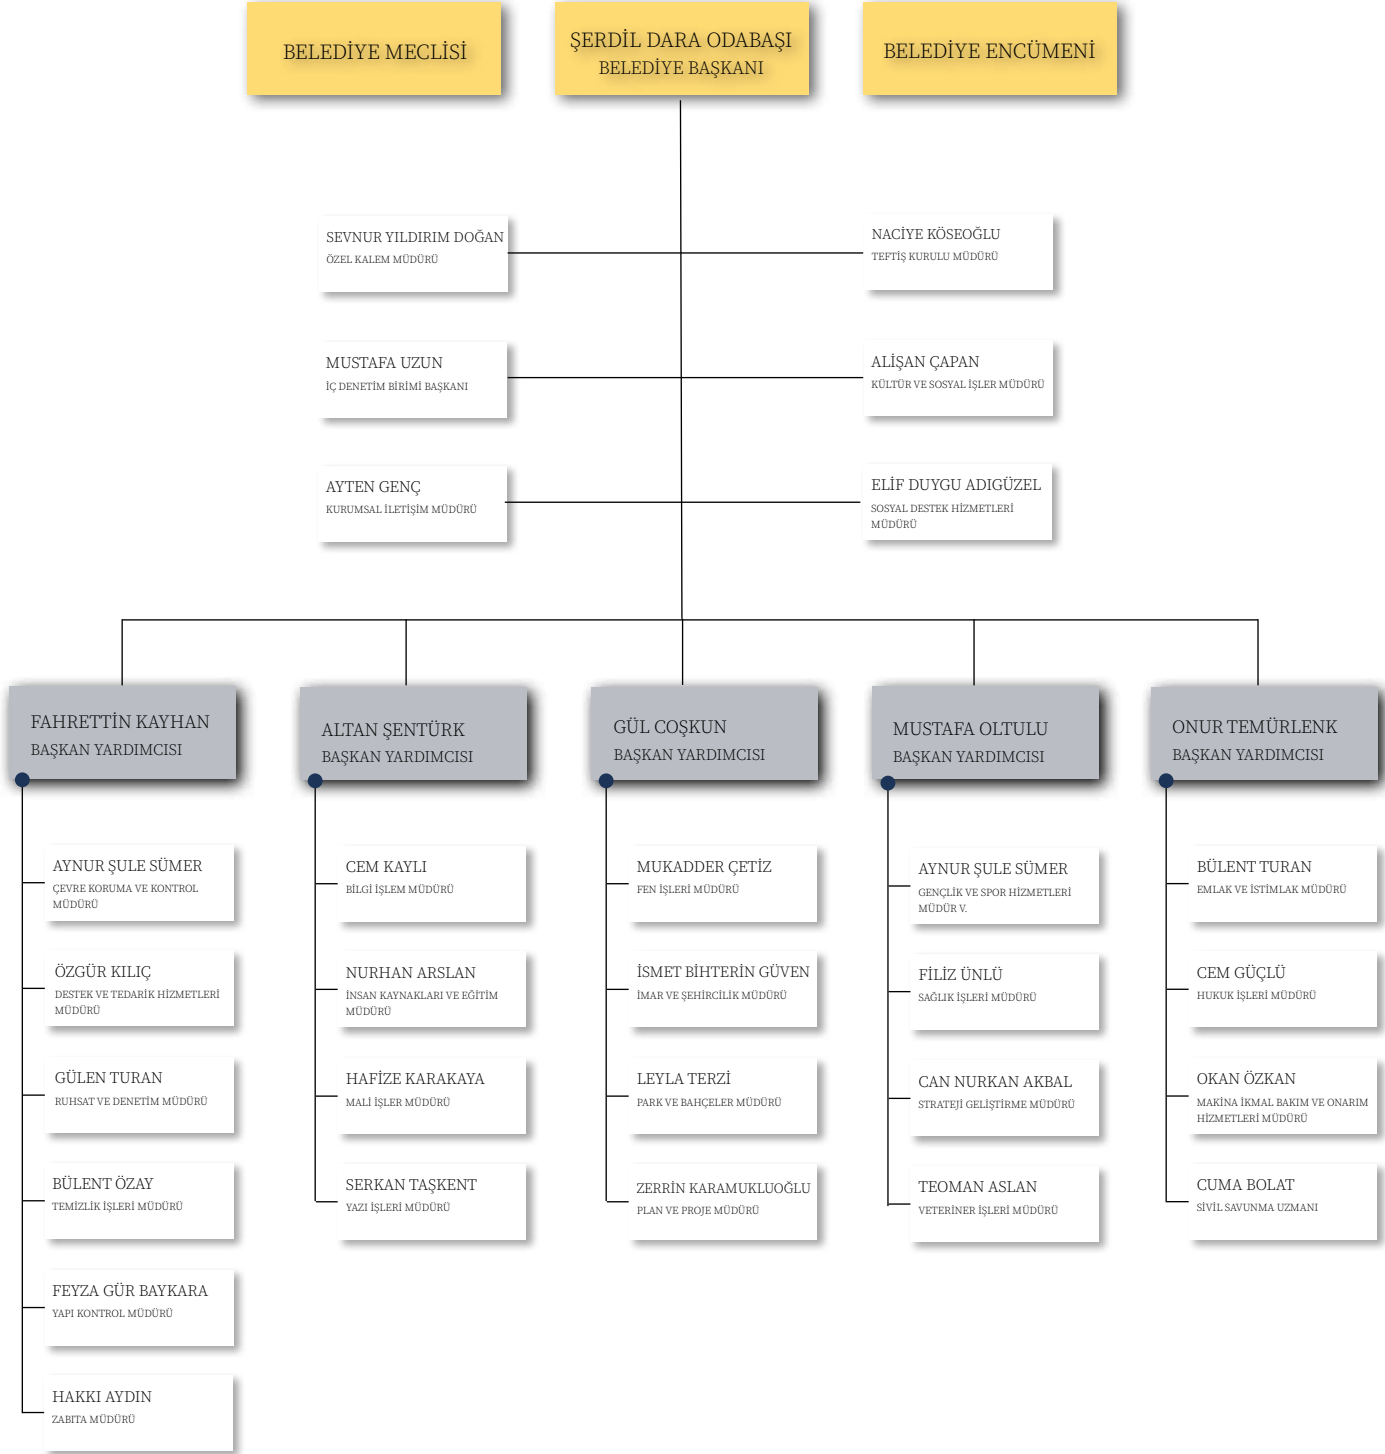 BELEDİYE MECLİSİ
ŞERDİL DARA ODABAŞI
BELEDİYE BAŞKANI
BELEDİYE ENCÜMENİ
SEVNUR YILDIRIM DOĞAN
ÖZEL KALEM MÜDÜRÜ
NACİYE KÖSEOĞLU
TEFTİŞ KURULU MÜDÜRÜ
MUSTAFA UZUN
İÇ DENETİM BİRİMİ BAŞKANI
ALİŞAN ÇAPAN
KÜLTÜR VE SOSYAL İŞLER MÜDÜRÜ
AYTEN GENÇ
KURUMSAL İLETİŞİM MÜDÜRÜ
ELİF DUYGU ADIGÜZEL
SOSYAL DESTEK HİZMETLERİ
MÜDÜRÜ
FAHRETTİN KAYHAN
BAŞKAN YARDIMCISI
AYNUR ŞULE SÜMER
ÇEVRE KORUMA VE KONTROL
MÜDÜRÜ
ÖZGÜR KILIÇ
DESTEK VE TEDARİK HİZMETLERİ
MÜDÜRÜ
GÜLEN TURAN
RUHSAT VE DENETİM MÜDÜRÜ
BÜLENT ÖZAY
TEMİZLİK İŞLERİ MÜDÜRÜ
FEYZA GÜR BAYKARA
YAPI KONTROL MÜDÜRÜ
HAKKI AYDIN
ZABITA MÜDÜRÜ
ALTAN ŞENTÜRK
BAŞKAN YARDIMCISI
CEM KAYLI
BİLGİ İŞLEM MÜDÜRÜ
NURHAN ARSLAN
İNSAN KAYNAKLARI VE EĞİTİM
MÜDÜRÜ
HAFİZE KARAKAYA
MALİ İŞLER MÜDÜRÜ
SERKAN TAŞKENT
YAZI İŞLERİ MÜDÜRÜ
GÜL COŞKUN
BAŞKAN YARDIMCISI
MUKADDER ÇETİZ
FEN İŞLERİ MÜDÜRÜ
İSMET BİHTERİN GÜVEN
İMAR VE ŞEHİRCİLİK MÜDÜRÜ
LEYLA TERZİ
PARK VE BAHÇELER MÜDÜRÜ
ZERRİN KARAMUKLUOĞLU
PLAN VE PROJE MÜDÜRÜ
MUSTAFA OLTULU
BAŞKAN YARDIMCISI
AYNUR ŞULE SÜMER
GENÇLİK VE SPOR HİZMETLERİ
MÜDÜR V.
FİLİZ ÜNLÜ
SAĞLIK İŞLERİ MÜDÜRÜ
CAN NURKAN AKBAL
STRATEJİ GELİŞTİRME MÜDÜRÜ
TEOMAN ASLAN
VETERİNER İŞLERİ MÜDÜRÜ
ONUR TEMÜRLENK
BAŞKAN YARDIMCISI
BÜLENT TURAN
EMLAK VE İSTİMLAK MÜDÜRÜ
CEM GÜÇLÜ
HUKUK İŞLERİ MÜDÜRÜ
OKAN ÖZKAN
MAKİNA İKMAL BAKIM VE ONARIM
HİZMETLERİ MÜDÜRÜ
CUMA BOLAT
SİVİL SAVUNMA UZMANI